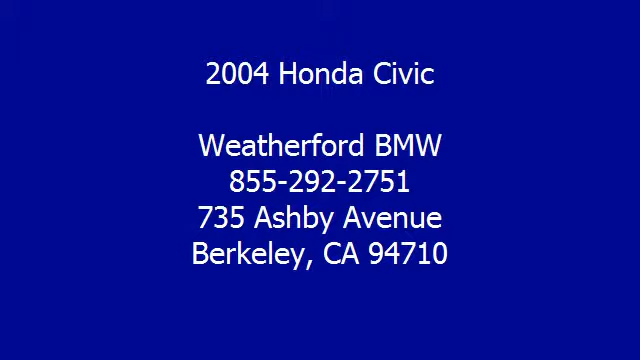 2004 Honda Civic
Weatherford BMW
855-292-2751
735 Ashby Avenue
Berkeley, CA 94710